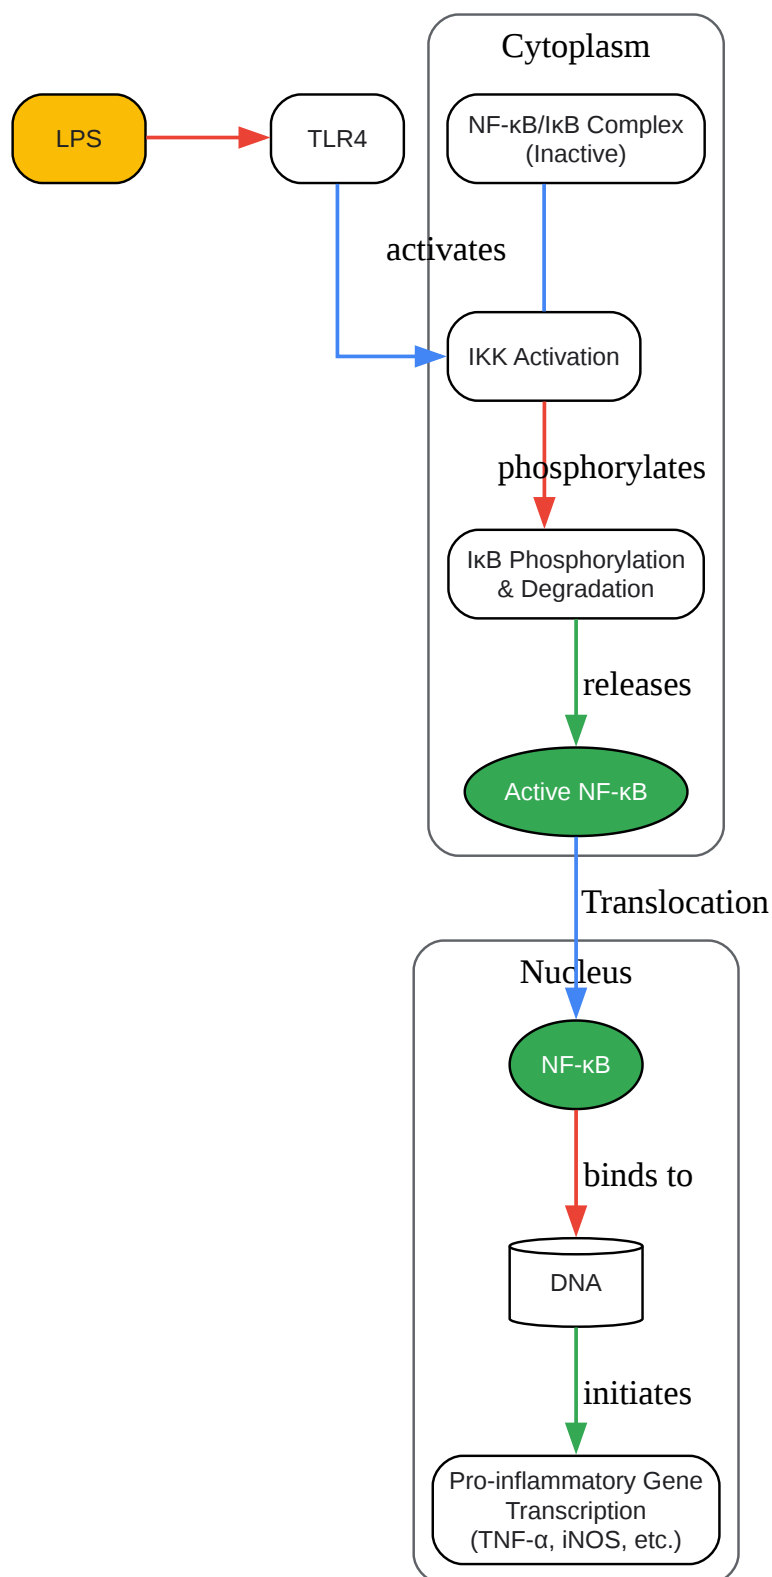 Cytoplasm
LPS
TLR4
NF-κB/IκB Complex
(Inactive)
activates
IKK Activation
phosphorylates
IκB Phosphorylation
& Degradation
releases
Active NF-κB
Translocation
Nucleus
NF-κB
binds to
DNA
initiates
Pro-inflammatory Gene
Transcription
(TNF-α, iNOS, etc.)